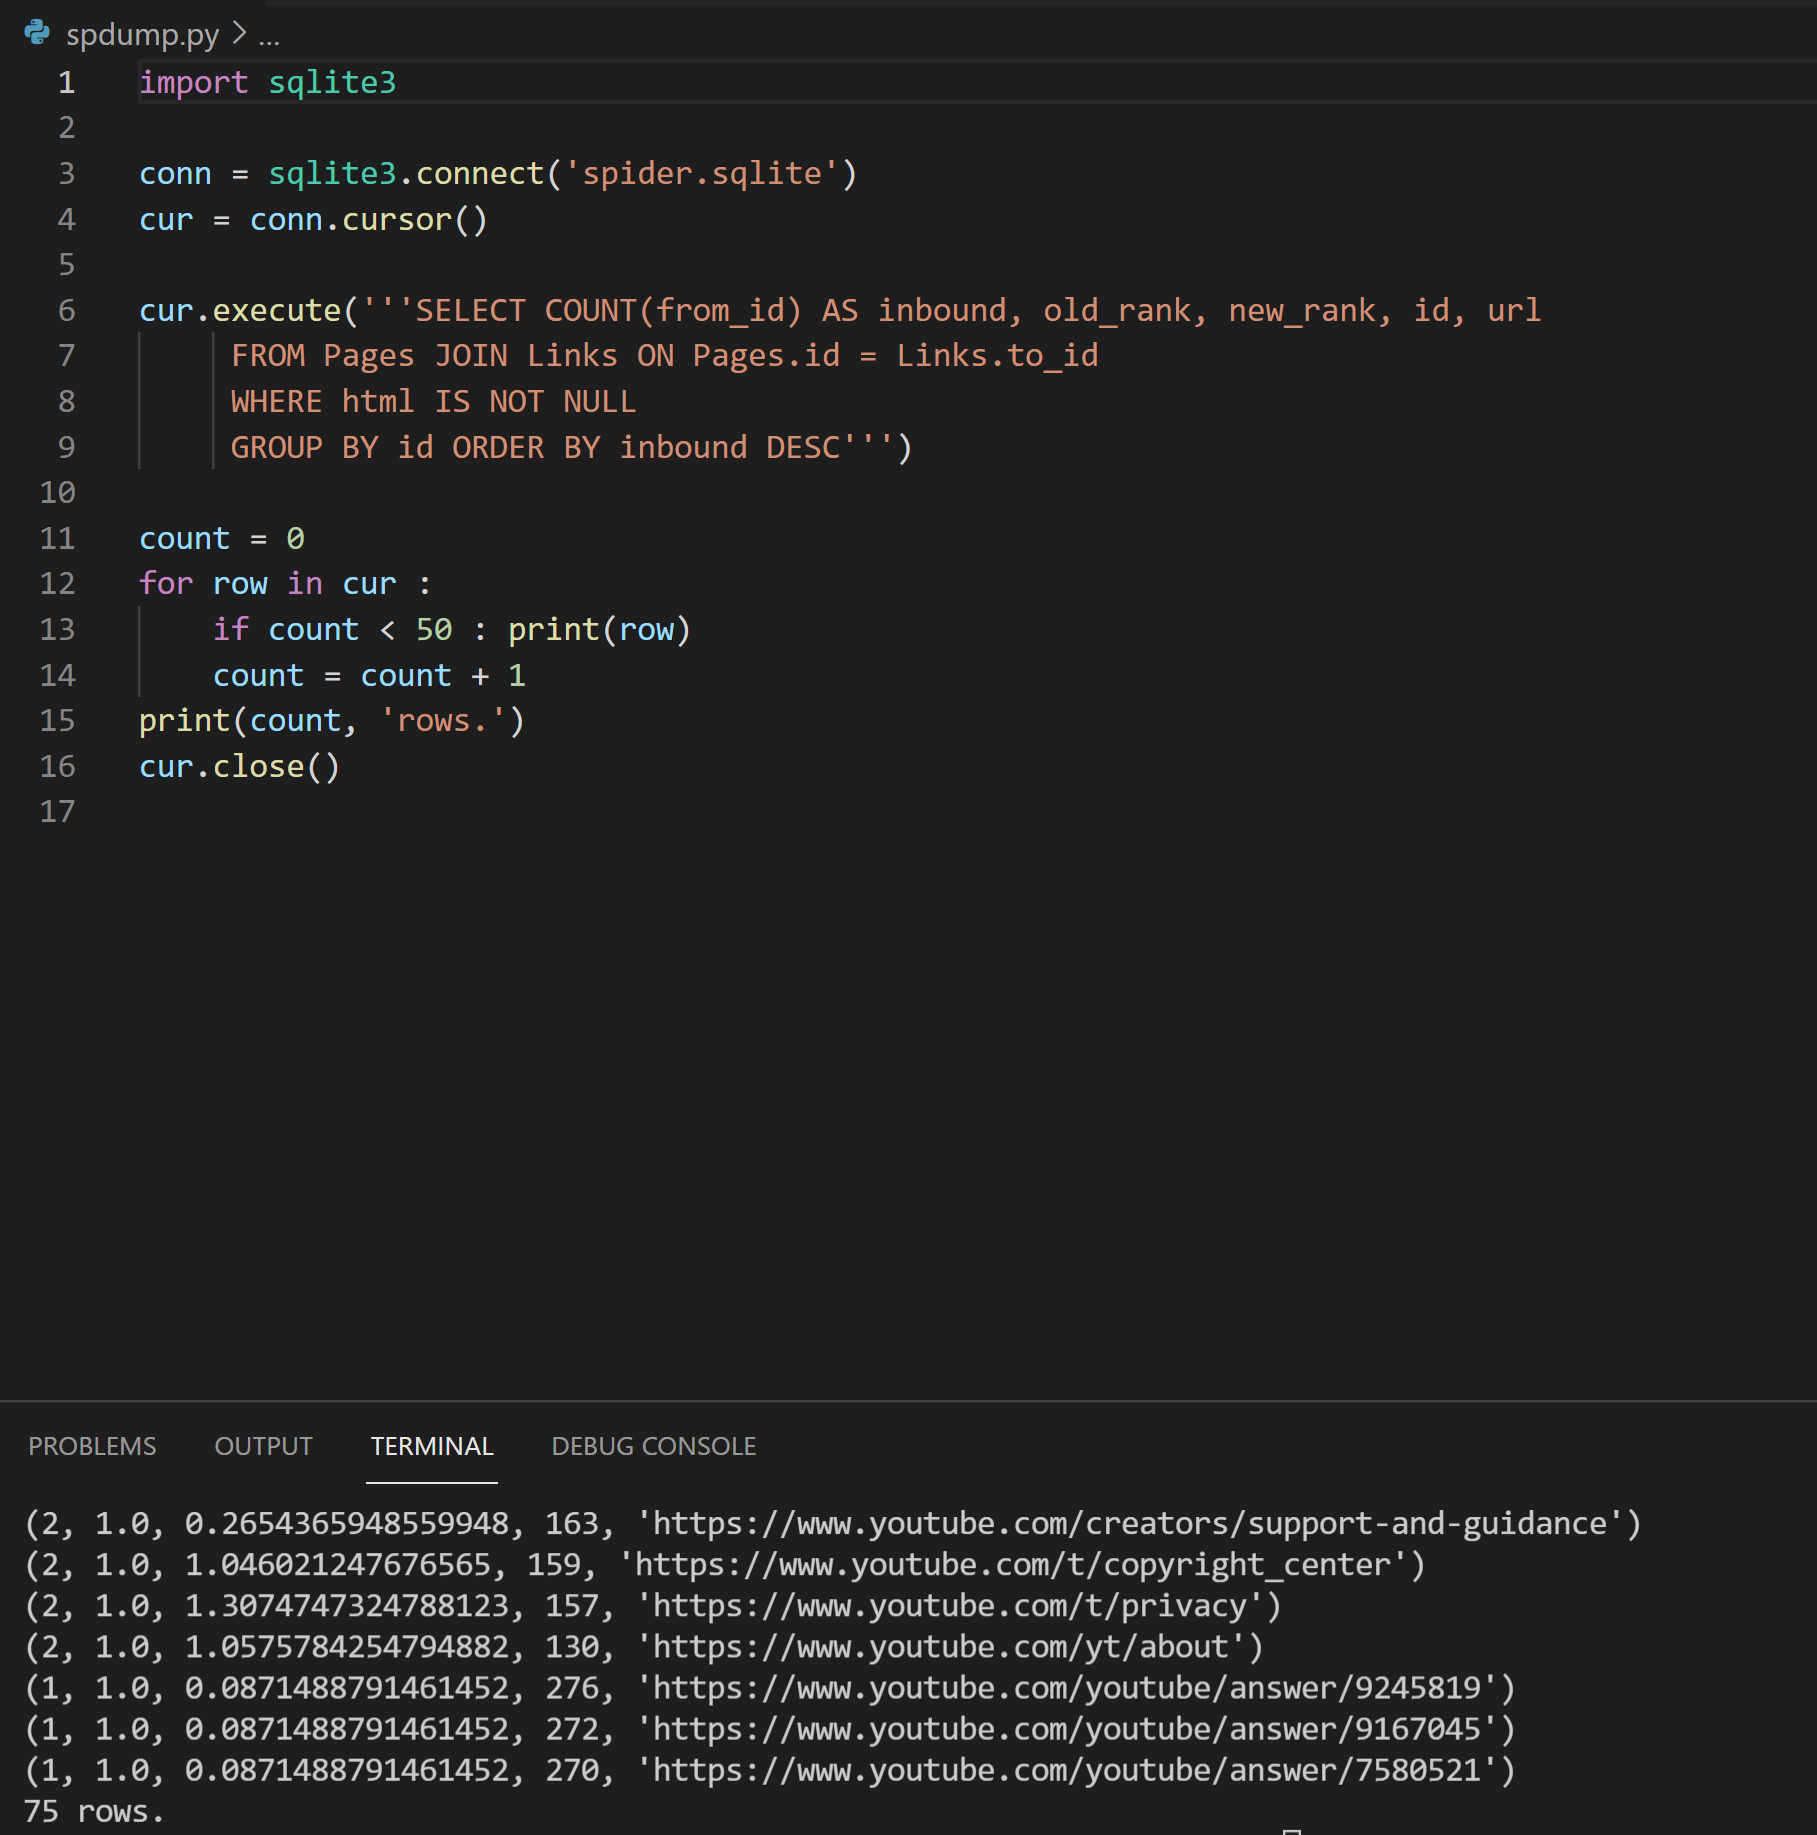 spdump.py > ...
1 import sqlite3
2
3 conn = sqlite3.connect('spider.sqlite')
4 cur = conn.cursor()
5
6 cur.execute('''SELECT COUNT(from_id) AS inbound, old_rank, new_rank, id, url
7      FROM Pages JOIN Links ON Pages.id = Links.to_id
8      WHERE html IS NOT NULL
9      GROUP BY id ORDER BY inbound DESC''')
10
11 count = 0
12 for row in cur :
13     if count < 50 : print(row)
14     count = count + 1
15 print(count, 'rows.')
16 cur.close()
17
PROBLEMS OUTPUT TERMINAL DEBUG CONSOLE
(2, 1.0, 0.2654365948559948, 163, 'https://www.youtube.com/creators/support-and-guidance')
(2, 1.0, 1.046021247676565, 159, 'https://www.youtube.com/t/copyright_center')
(2, 1.0, 1.3074747324788123, 157, 'https://www.youtube.com/t/privacy')
(2, 1.0, 1.0575784254794882, 130, 'https://www.youtube.com/yt/about')
(1, 1.0, 0.0871488791461452, 276, 'https://www.youtube.com/youtube/answer/9245819')
(1, 1.0, 0.0871488791461452, 272, 'https://www.youtube.com/youtube/answer/9167045')
(1, 1.0, 0.0871488791461452, 270, 'https://www.youtube.com/youtube/answer/7580521')
75 rows.